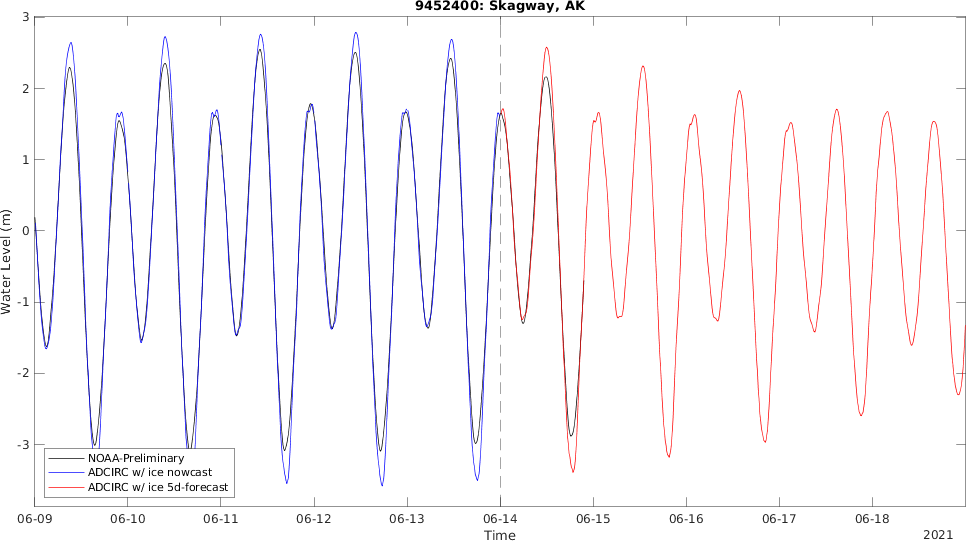 9452400: Skagway, AK
3
2
1
0
-1
-2
-3
Water Level (m)
NOAA-Preliminary
ADCIRC w/ ice nowcast
ADCIRC w/ ice 5d-forecast
06-09 06-10 06-11 06-12 06-13 06-14 06-15 06-16 06-17 06-18
Time
2021